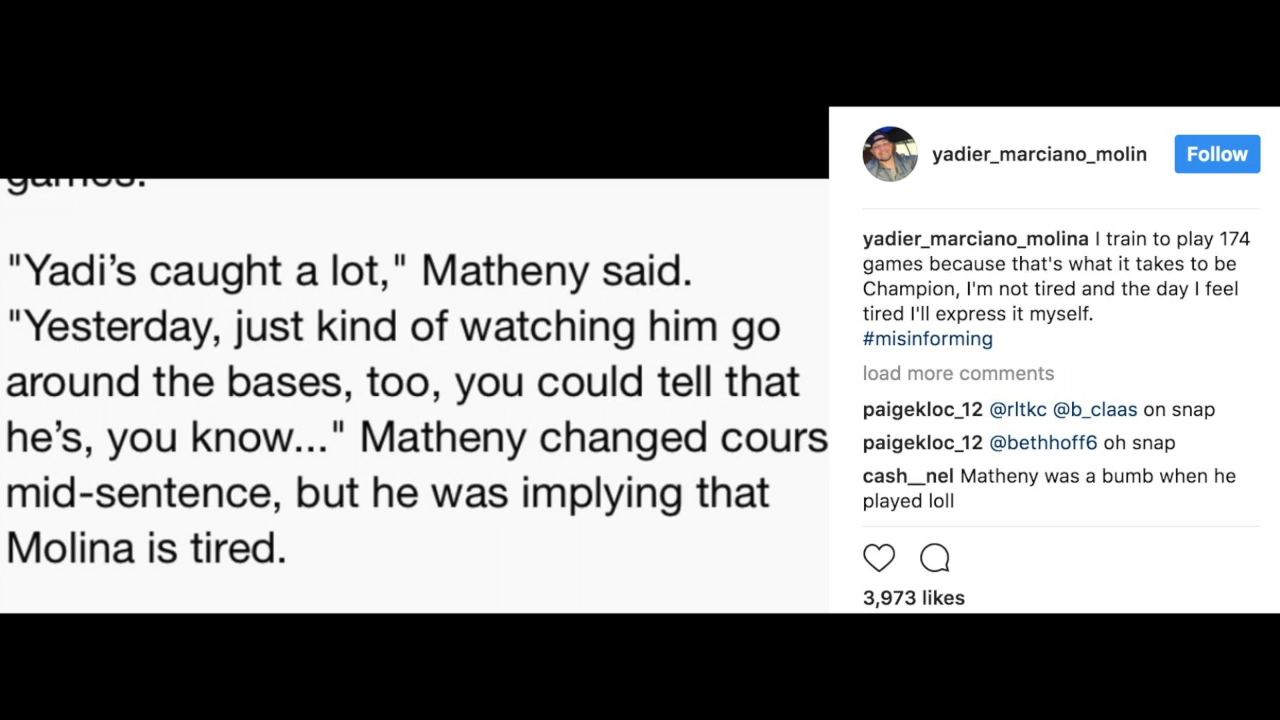 games.
"Yadi’s caught a lot," Matheny said.
"Yesterday, just kind of watching him go
around the bases, too, you could tell that
he’s, you know..." Matheny changed cours
mid-sentence, but he was implying that
Molina is tired.
yadier_marciano_molin
Follow
yadier_marciano_molina I train to play 174
games because that's what it takes to be
Champion, I'm not tired and the day I feel
tired I'll express it myself.
#misinforming
load more comments
paigekloc_12 @rltkc @b_claas on snap
paigekloc_12 @bethhoff6 oh snap
cash__nel Matheny was a bumb when he
played loll
3,973 likes